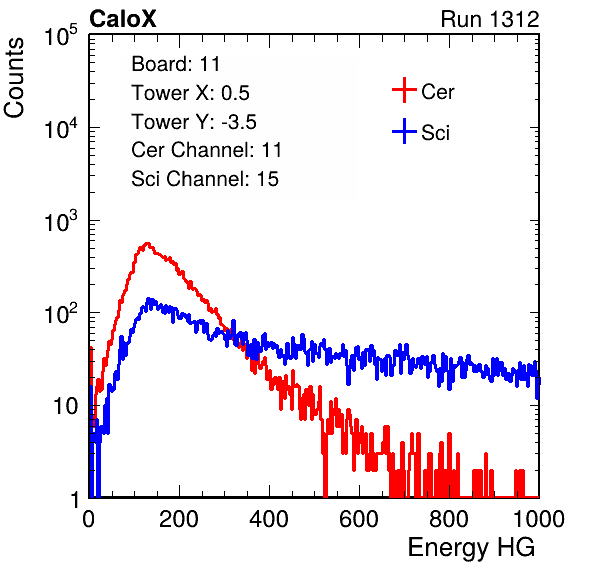 CaloX Run 1312
Counts
Board: 11
Tower X: 0.5
Tower Y: -3.5
Cer Channel: 11
Sci Channel: 15
Cer
Sci
10^5
10^4
10^3
10^2
10
1
0 200 400 600 800 1000
Energy HG